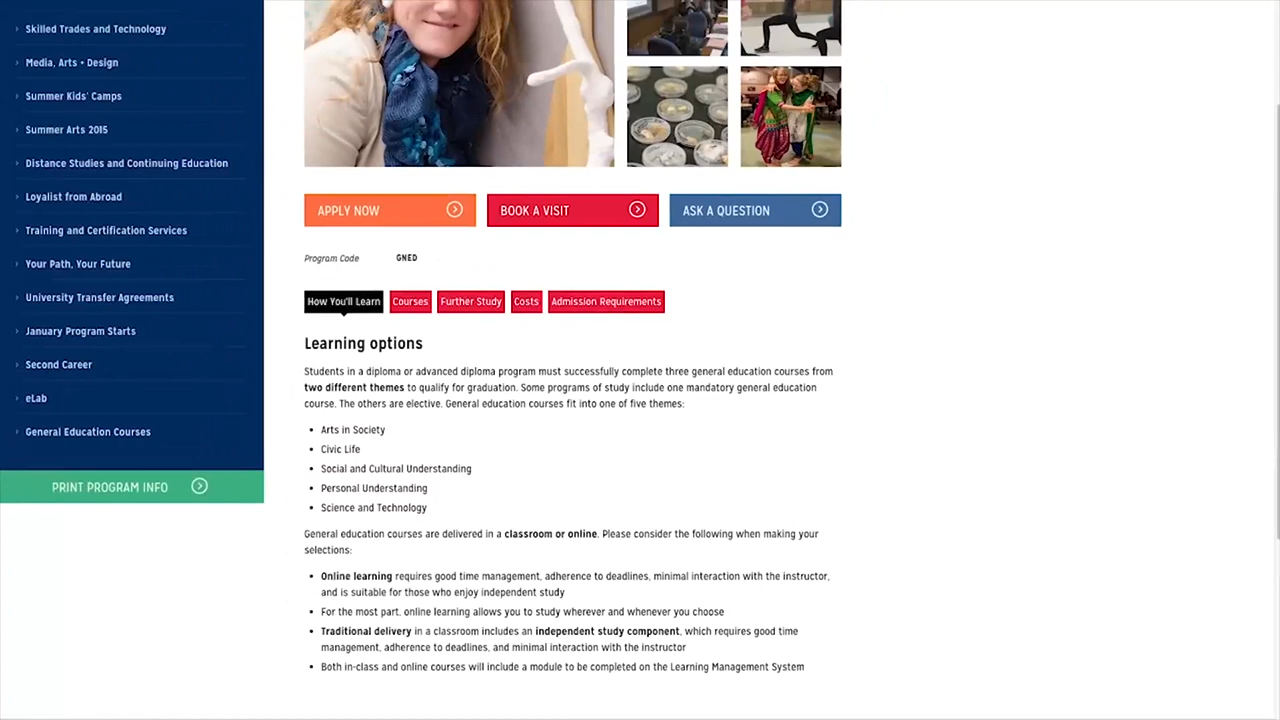 Skilled Trades and Technology
Media, Arts + Design
Summer Kids' Camps
Summer Arts 2015
Distance Studies and Continuing Education
Loyalist from Abroad
Training and Certification Services
Your Path, Your Future
University Transfer Agreements
January Program Starts
Second Career
eLab
General Education Courses
PRINT PROGRAM INFO
APPLY NOW
BOOK A VISIT
ASK A QUESTION
Program Code GNED
How You'll Learn Courses Further Study Costs Admission Requirements
Learning options
Students in a diploma or advanced diploma program must successfully complete three general education courses from
two different themes to qualify for graduation. Some programs of study include one mandatory general education
course. The others are elective. General education courses fit into one of five themes:
• Arts in Society
• Civic Life
• Social and Cultural Understanding
• Personal Understanding
• Science and Technology
General education courses are delivered in a classroom or online. Please consider the following when making your
selections:
• Online learning requires good time management, adherence to deadlines, minimal interaction with the instructor,
and is suitable for those who enjoy independent study
• For the most part, online learning allows you to study wherever and whenever you choose
• Traditional delivery in a classroom includes an independent study component, which requires good time
management, adherence to deadlines, and minimal interaction with the instructor
• Both in-class and online courses will include a module to be completed on the Learning Management System